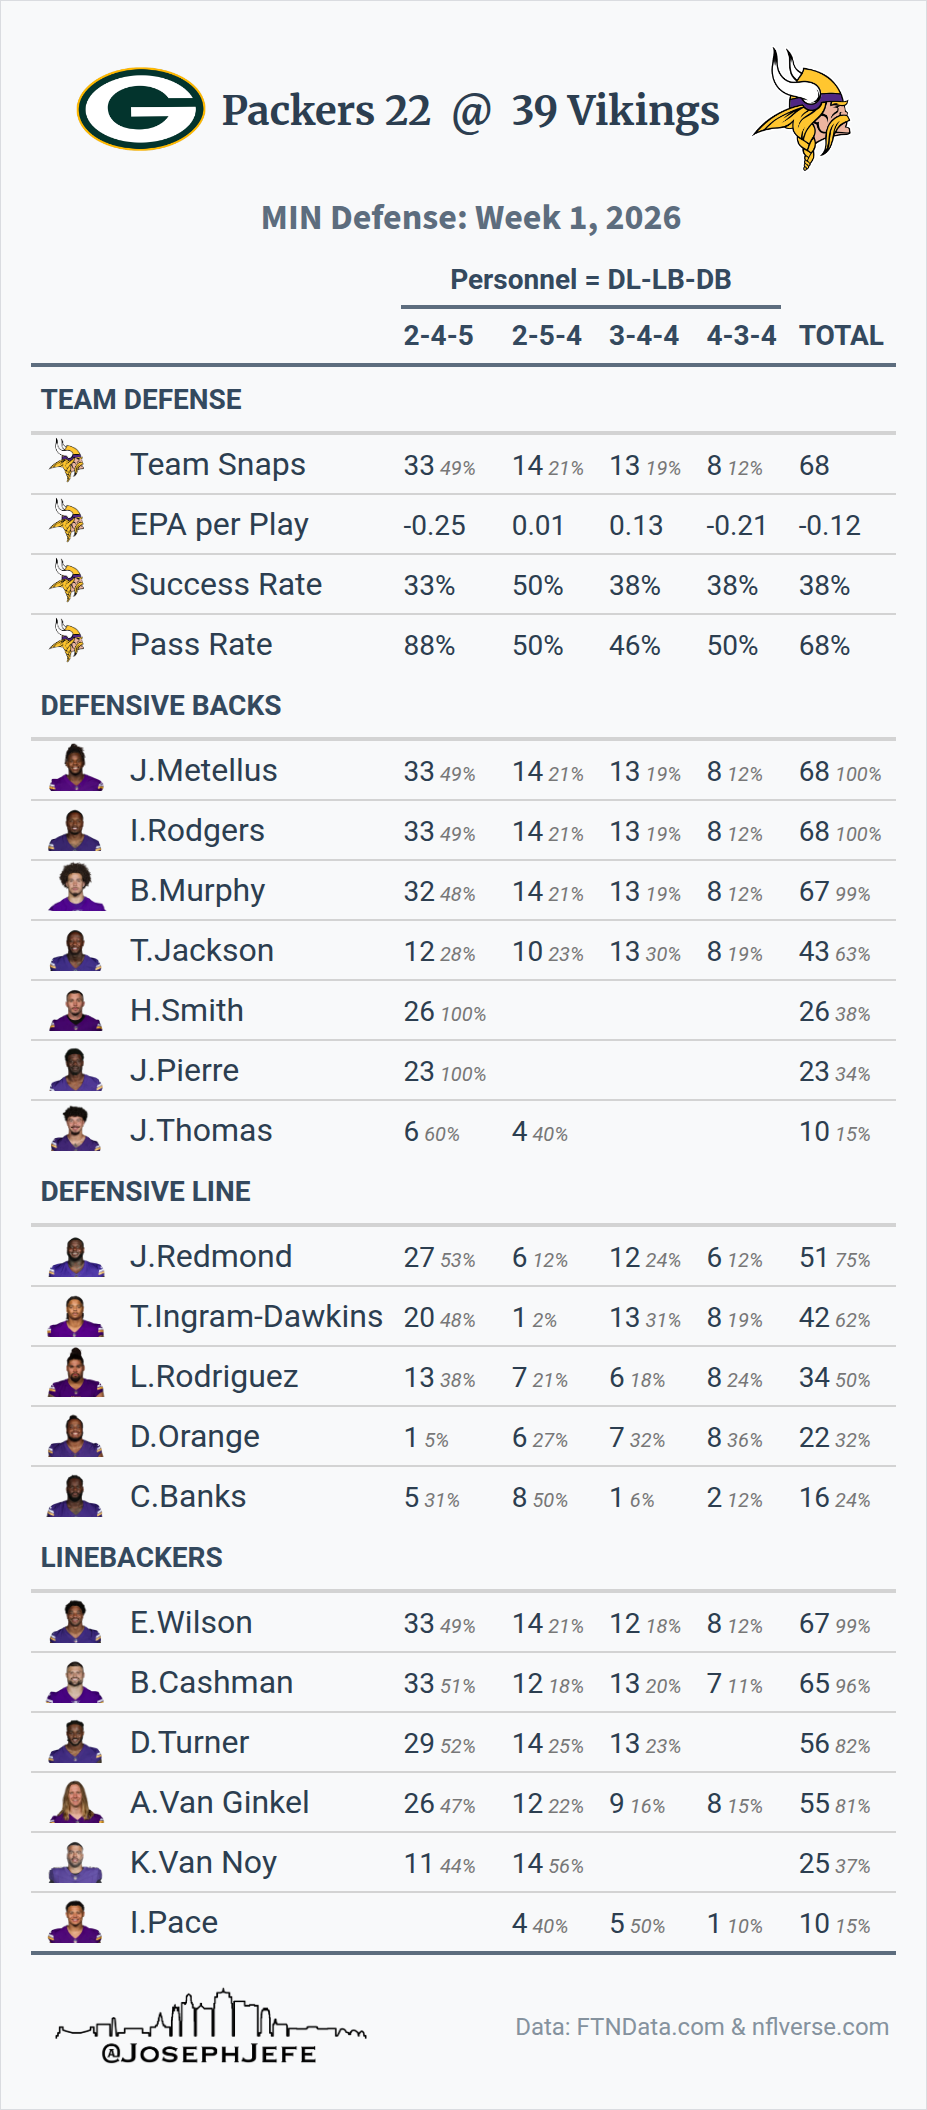 Packers 22 @ 39 Vikings
MIN Defense: Week 1, 2026
Personnel = DL-LB-DB
2-4-5 2-5-4 3-4-4 4-3-4 TOTAL
TEAM DEFENSE
Team Snaps 33 49% 14 21% 13 19% 8 12% 68
EPA per Play -0.25 0.01 0.13 -0.21 -0.12
Success Rate 33% 50% 38% 38% 38%
Pass Rate 88% 50% 46% 50% 68%
DEFENSIVE BACKS
J.Metellus 33 49% 14 21% 13 19% 8 12% 68 100%
I.Rodgers 33 49% 14 21% 13 19% 8 12% 68 100%
B.Murphy 32 48% 14 21% 13 19% 8 12% 67 99%
T.Jackson 12 28% 10 23% 13 30% 8 19% 43 63%
H.Smith 26 100% 26 38%
J.Pierre 23 100% 23 34%
J.Thomas 6 60% 4 40% 10 15%
DEFENSIVE LINE
J.Redmond 27 53% 6 12% 12 24% 6 12% 51 75%
T.Ingram-Dawkins 20 48% 1 2% 13 31% 8 19% 42 62%
L.Rodriguez 13 38% 7 21% 6 18% 8 24% 34 50%
D.Orange 1 5% 6 27% 7 32% 8 36% 22 32%
C.Banks 5 31% 8 50% 1 6% 2 12% 16 24%
LINEBACKERS
E.Wilson 33 49% 14 21% 12 18% 8 12% 67 99%
B.Cashman 33 51% 12 18% 13 20% 7 11% 65 96%
D.Turner 29 52% 14 25% 13 23% 56 82%
A.Van Ginkel 26 47% 12 22% 9 16% 8 15% 55 81%
K.Van Noy 11 44% 14 56% 25 37%
I.Pace 4 40% 5 50% 1 10% 10 15%
@JOSEPHJEFE
Data: FTNData.com & nflverse.com